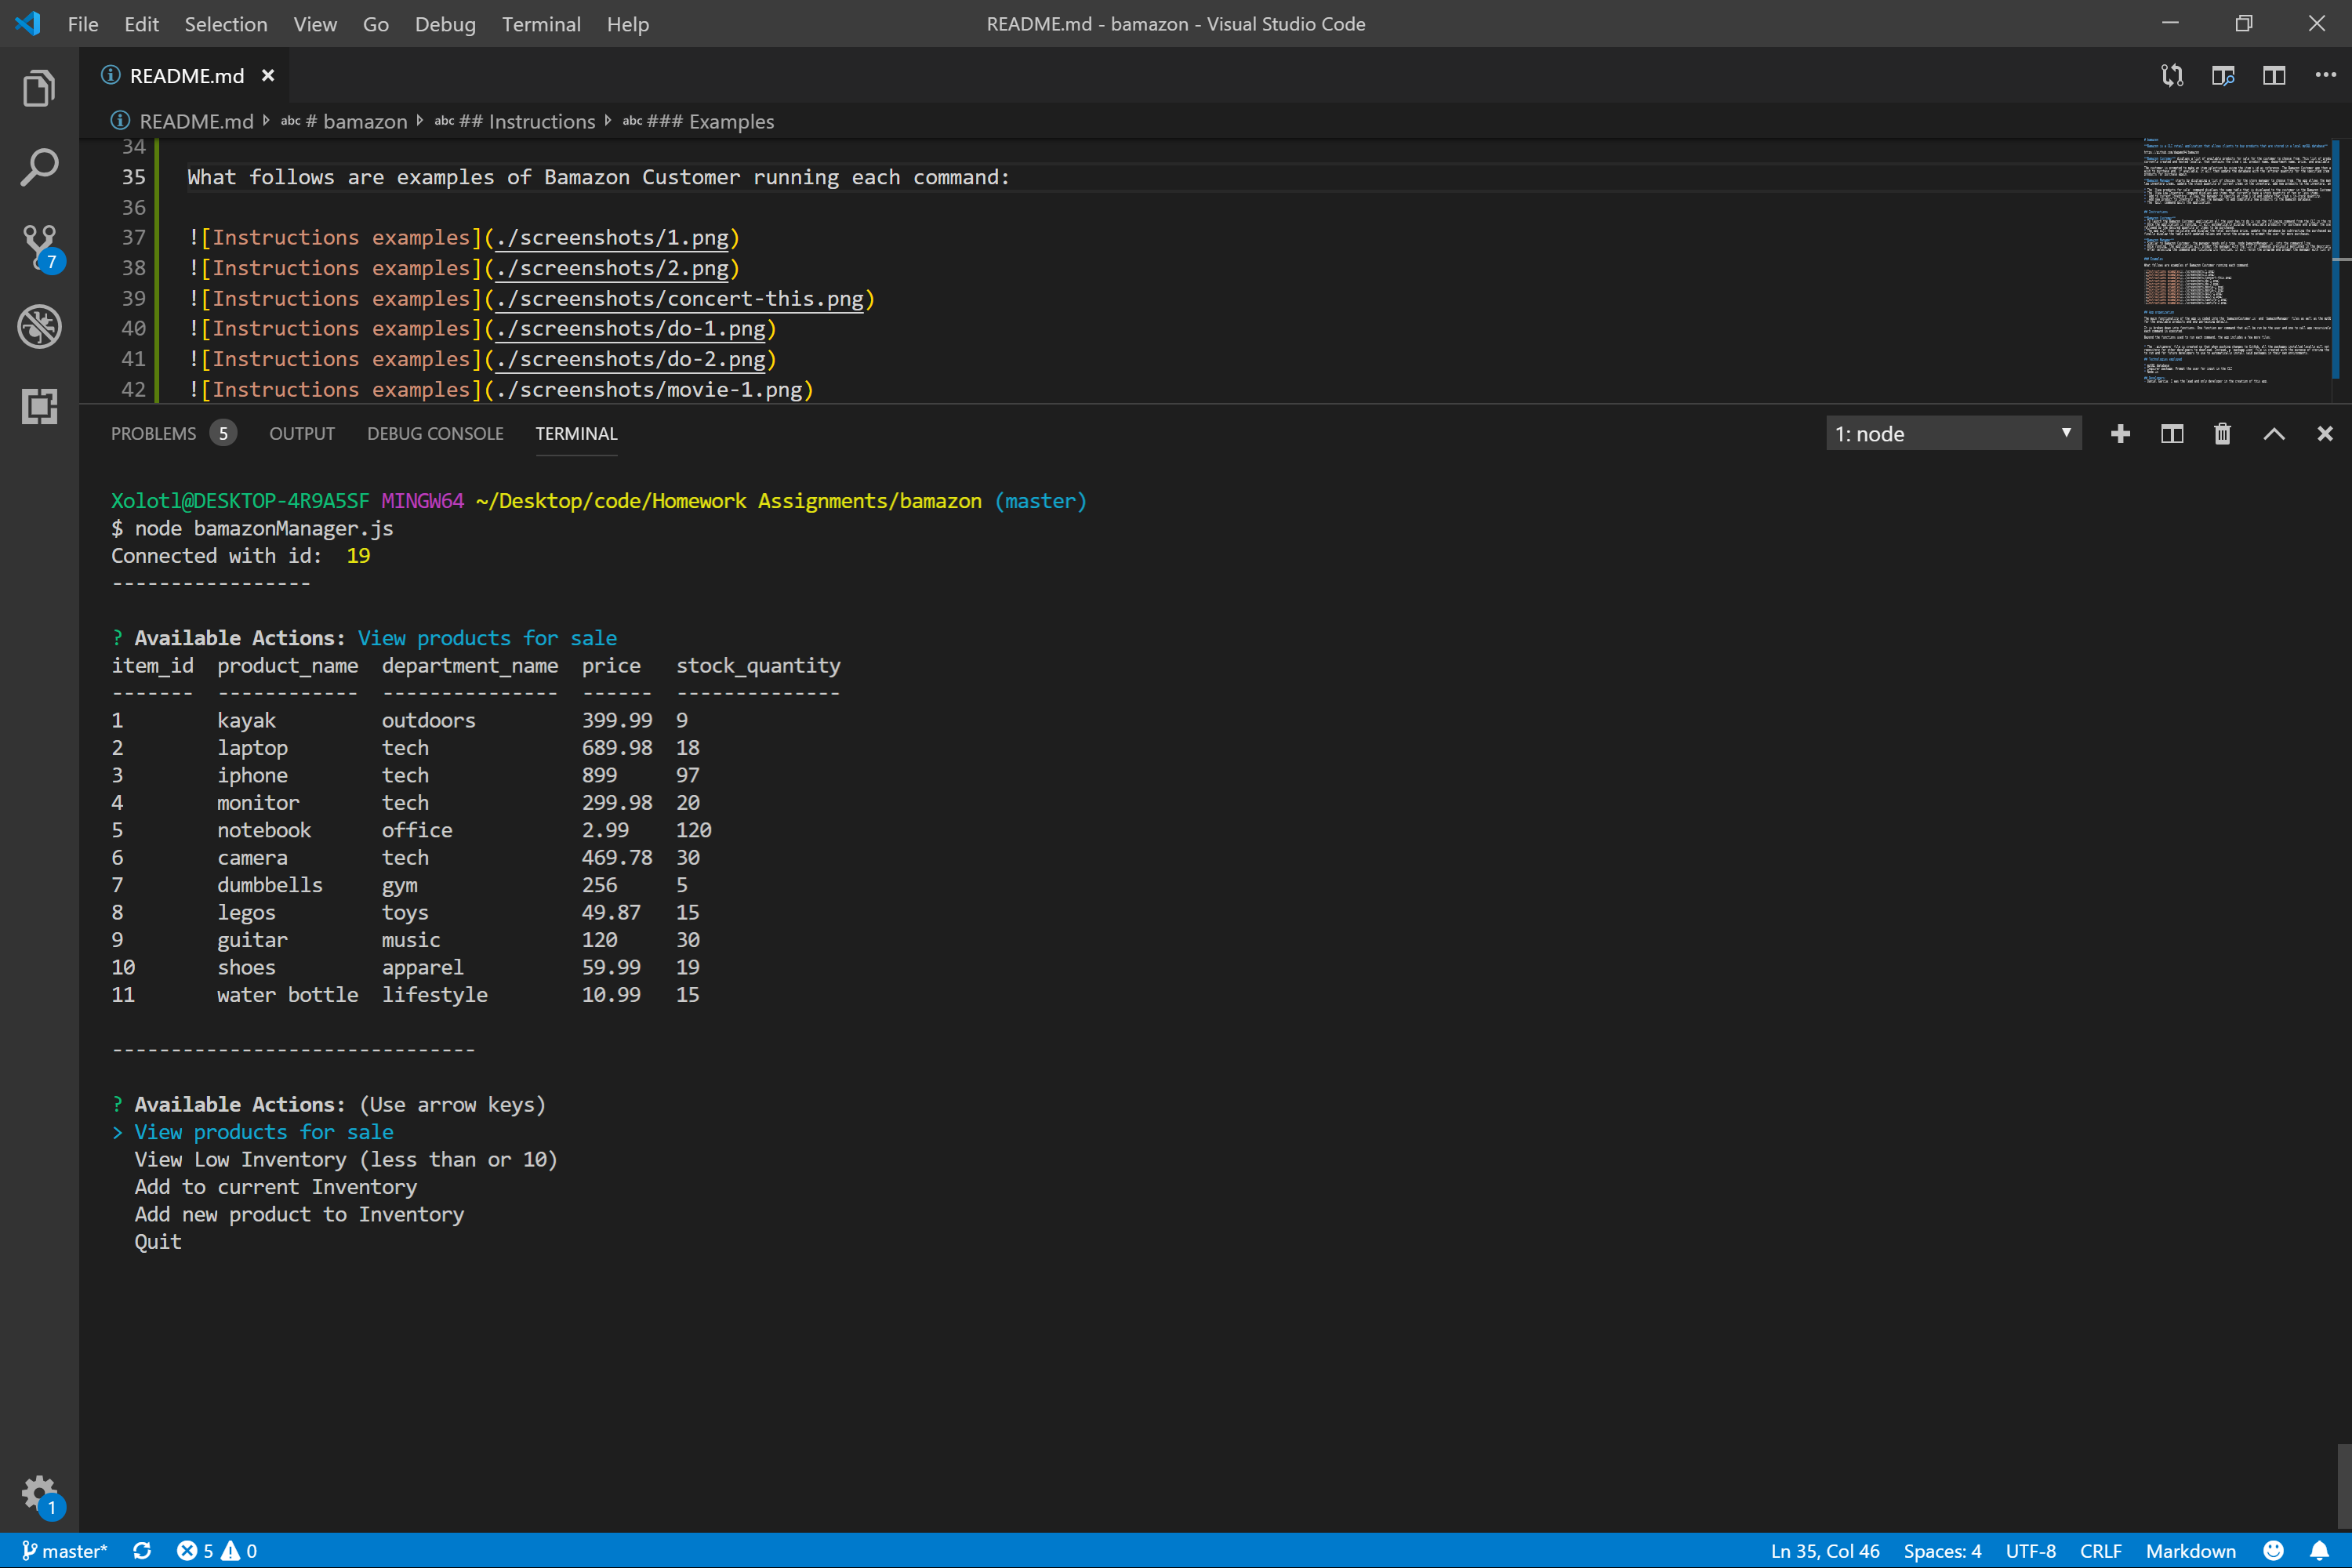 File Edit Selection View Go Debug Terminal Help README.md - bamazon - Visual Studio Code
README.md
README.md abc # bamazon abc ## Instructions abc ### Examples
34
35 What follows are examples of Bamazon Customer running each command:
36
37 ![Instructions examples](./screenshots/1.png)
38 ![Instructions examples](./screenshots/2.png)
39 ![Instructions examples](./screenshots/concert-this.png)
40 ![Instructions examples](./screenshots/do-1.png)
41 ![Instructions examples](./screenshots/do-2.png)
42 ![Instructions examples](./screenshots/movie-1.png)
7
PROBLEMS 5 OUTPUT DEBUG CONSOLE TERMINAL 1: node
Xolotl@DESKTOP-4R9A5SF MINGW64 ~/Desktop/code/Homework Assignments/bamazon (master)
$ node bamazonManager.js
Connected with id:  19
-----------------
? Available Actions: View products for sale
item_id  product_name  department_name  price   stock_quantity
-------  ------------  ---------------  ------  --------------
1        kayak         outdoors         399.99  9
2        laptop        tech             689.98  18
3        iphone        tech             899     97
4        monitor       tech             299.98  20
5        notebook      office           2.99    120
6        camera        tech             469.78  30
7        dumbbells     gym              256     5
8        legos         toys             49.87   15
9        guitar        music            120     30
10       shoes         apparel          59.99   19
11       water bottle  lifestyle        10.99   15
-------------------------------
? Available Actions: (Use arrow keys)
> View products for sale
View Low Inventory (less than or 10)
Add to current Inventory
Add new product to Inventory
Quit
1
master* 5 0 Ln 35, Col 46 Spaces: 4 UTF-8 CRLF Markdown